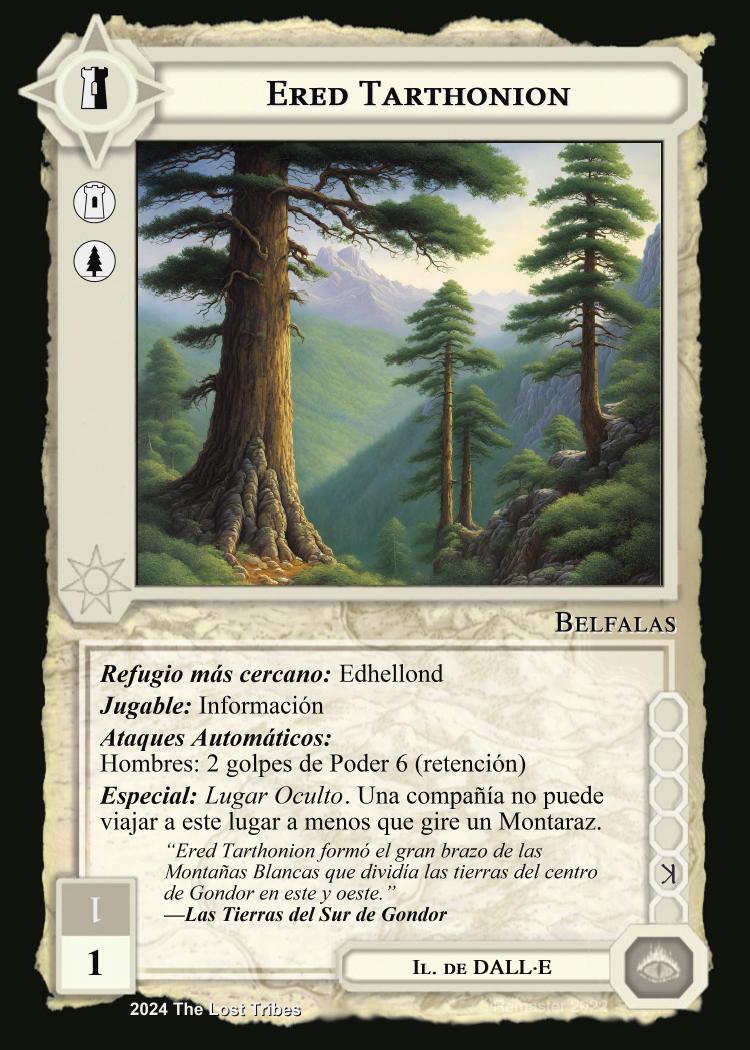 Ered Tarthonion
Belfalas
Refugio más cercano: Edhellond
Jugable: Información
Ataques Automáticos:
Hombres: 2 golpes de Poder 6 (retención)
Especial: Lugar Oculto. Una compañía no puede
viajar a este lugar a menos que gire un Montaraz.
“Ered Tarthonion formó el gran brazo de las
Montañas Blancas que dividía las tierras del centro
de Gondor en este y oeste.”
—Las Tierras del Sur de Gondor
1
1
Il. de DALL·E
2024 The Lost Tribes
Remaster 2022